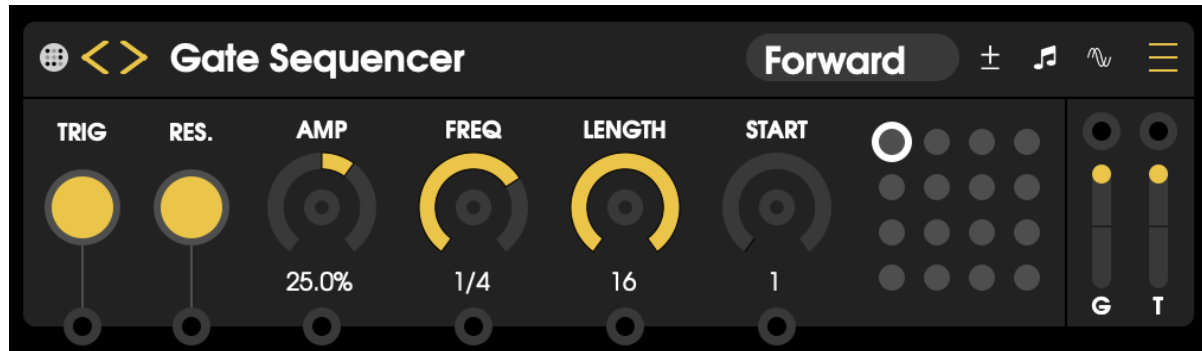 Gate Sequencer Forward
TRIG RES. AMP FREQ LENGTH START
25.0% 1/4 16 1
G T